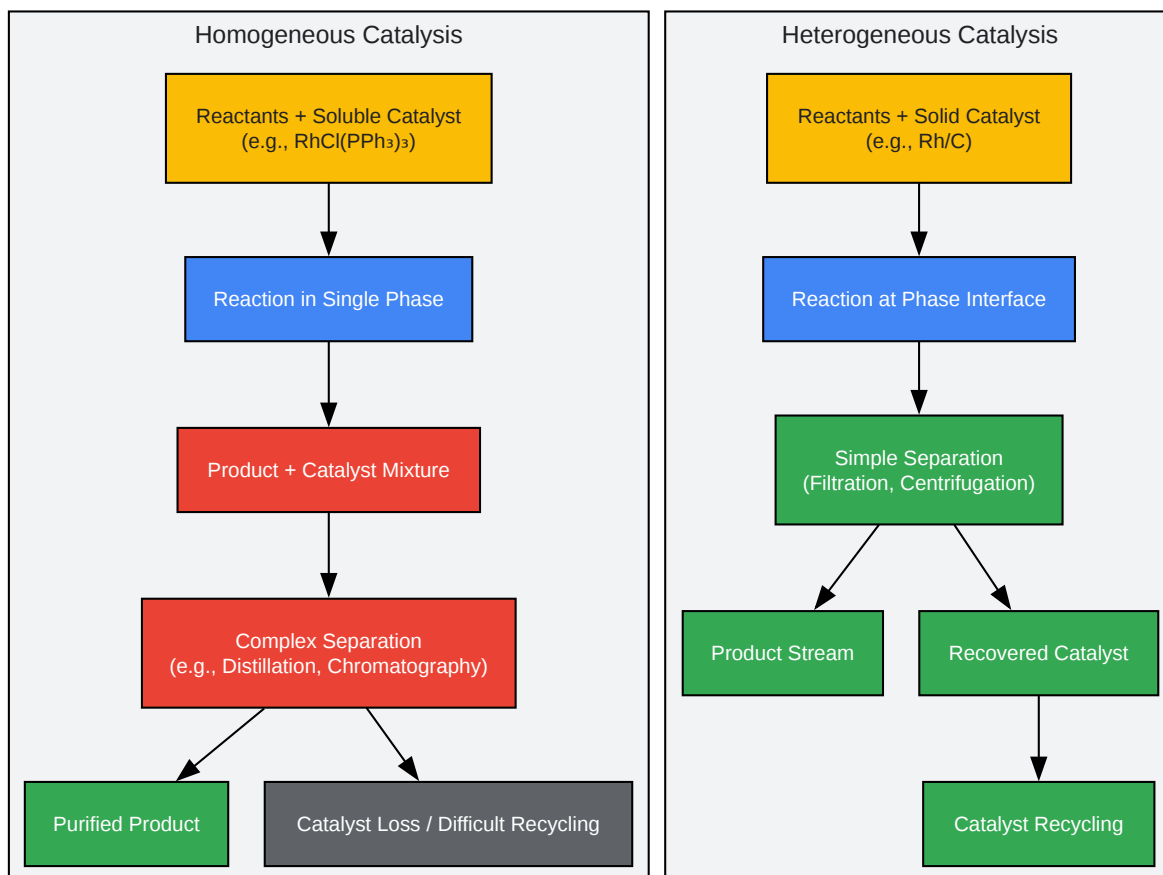 Homogeneous Catalysis
Reactants + Soluble Catalyst
(e.g., RhCl(PPh₃)₃)
Reaction in Single Phase
Product + Catalyst Mixture
Complex Separation
(e.g., Distillation, Chromatography)
Purified Product
Catalyst Loss / Difficult Recycling
Heterogeneous Catalysis
Reactants + Solid Catalyst
(e.g., Rh/C)
Reaction at Phase Interface
Simple Separation
(Filtration, Centrifugation)
Product Stream
Recovered Catalyst
Catalyst Recycling